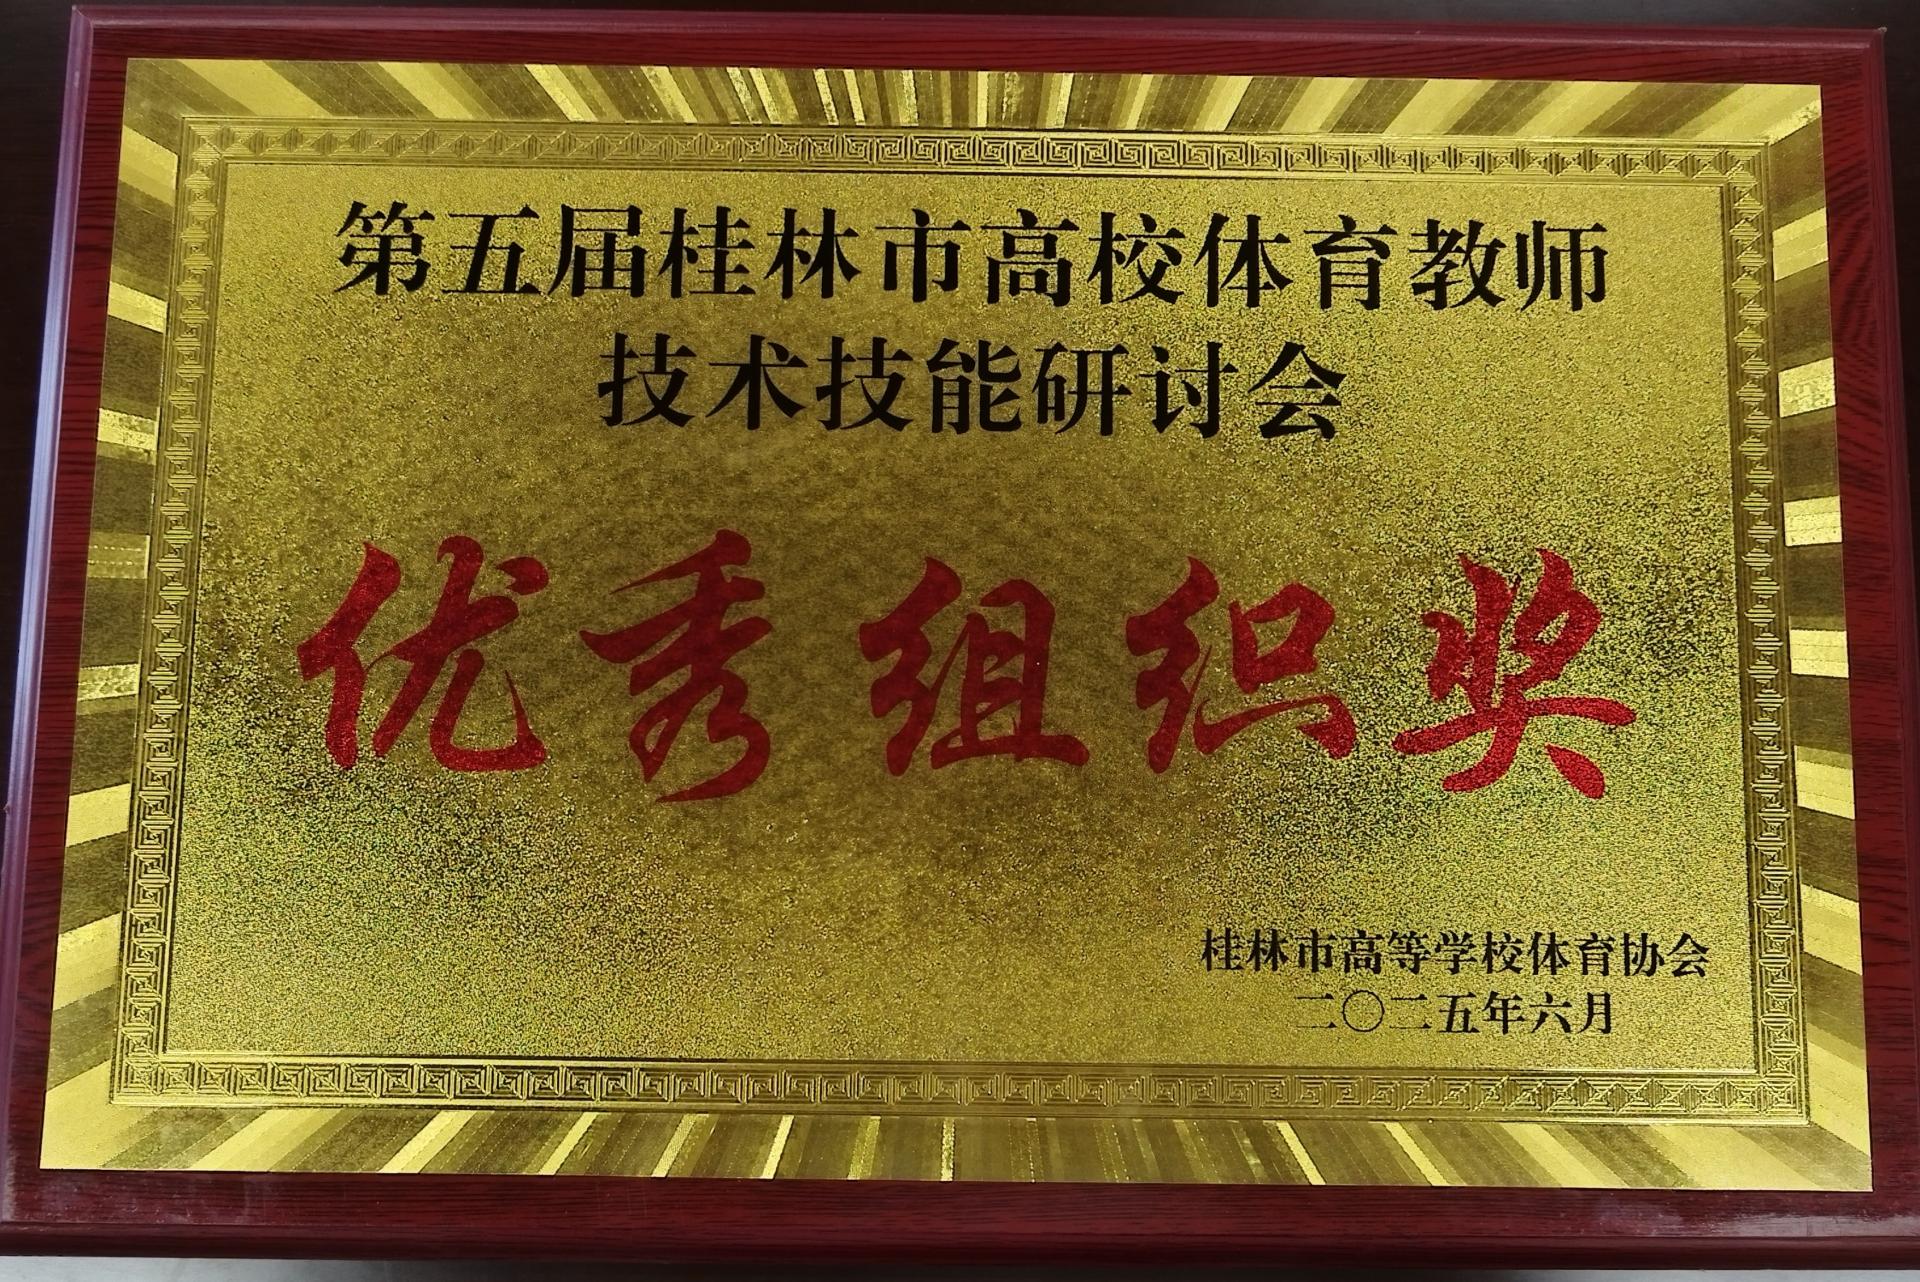 第五届桂林市高校体育教师
技术技能研讨会
优秀组织奖
桂林市高等学校体育协会
二〇二五年六月